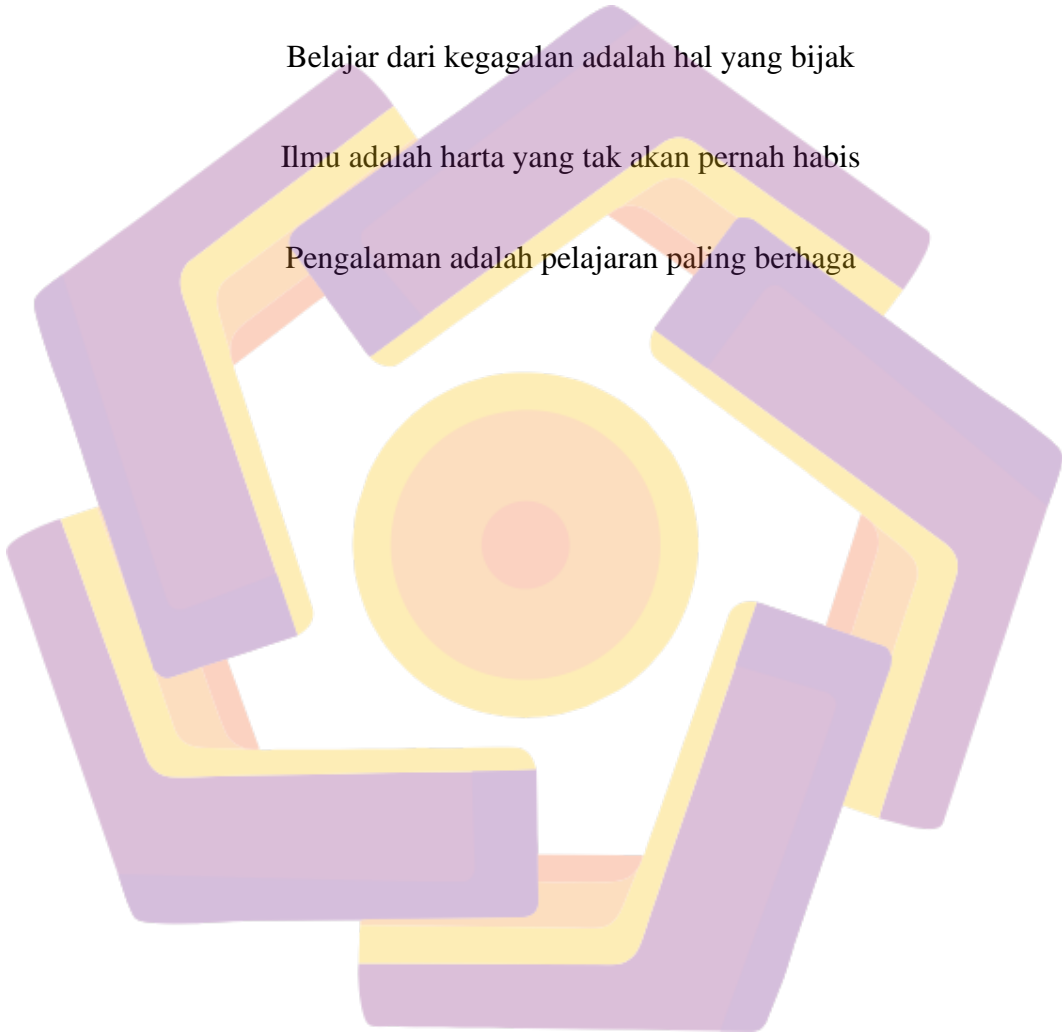 Belajar dari kegagalan adalah hal yang bijak
Ilmu adalah harta yang tak akan pernah habis
Pengalaman adalah pelajaran paling berhaga